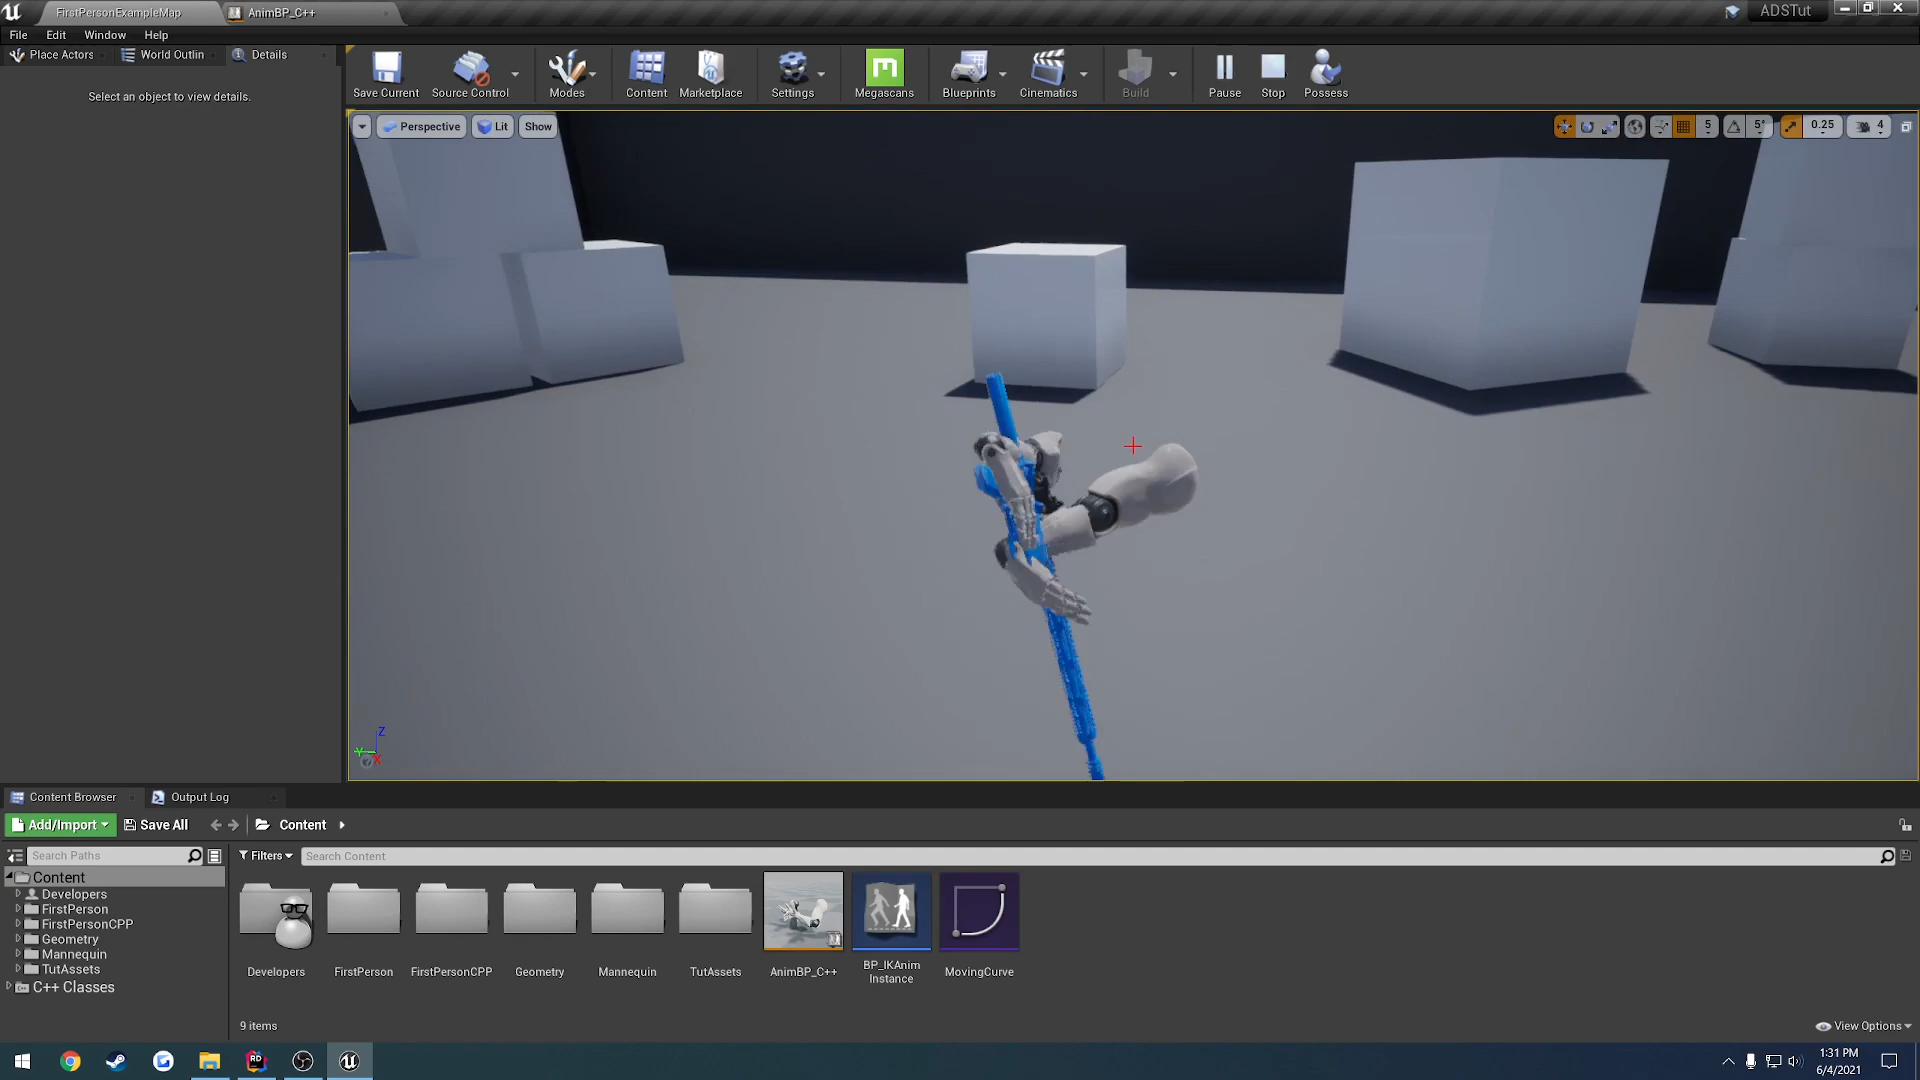 FirstPersonExampleMap
AnimBP_C++
ADSTut
File Edit Window Help
Place Actors World Outlin Details
Select an object to view details.
Save Current Source Control Modes Content Marketplace Settings Megascans Blueprints Cinematics Build Pause Stop Possess
Perspective Lit Show
5 5° 0.25 4
Z
Y
X
Content Browser Output Log
Add/Import Save All Content
Search Paths
Filters Search Content
Content
Developers
FirstPerson
FirstPersonCPP
Geometry
Mannequin
TutAssets
C++ Classes
Developers FirstPerson FirstPersonCPP Geometry Mannequin TutAssets AnimBP_C++ BP_IKAnim MovingCurve
Instance
9 items
View Options
RD
1:31 PM
6/4/2021